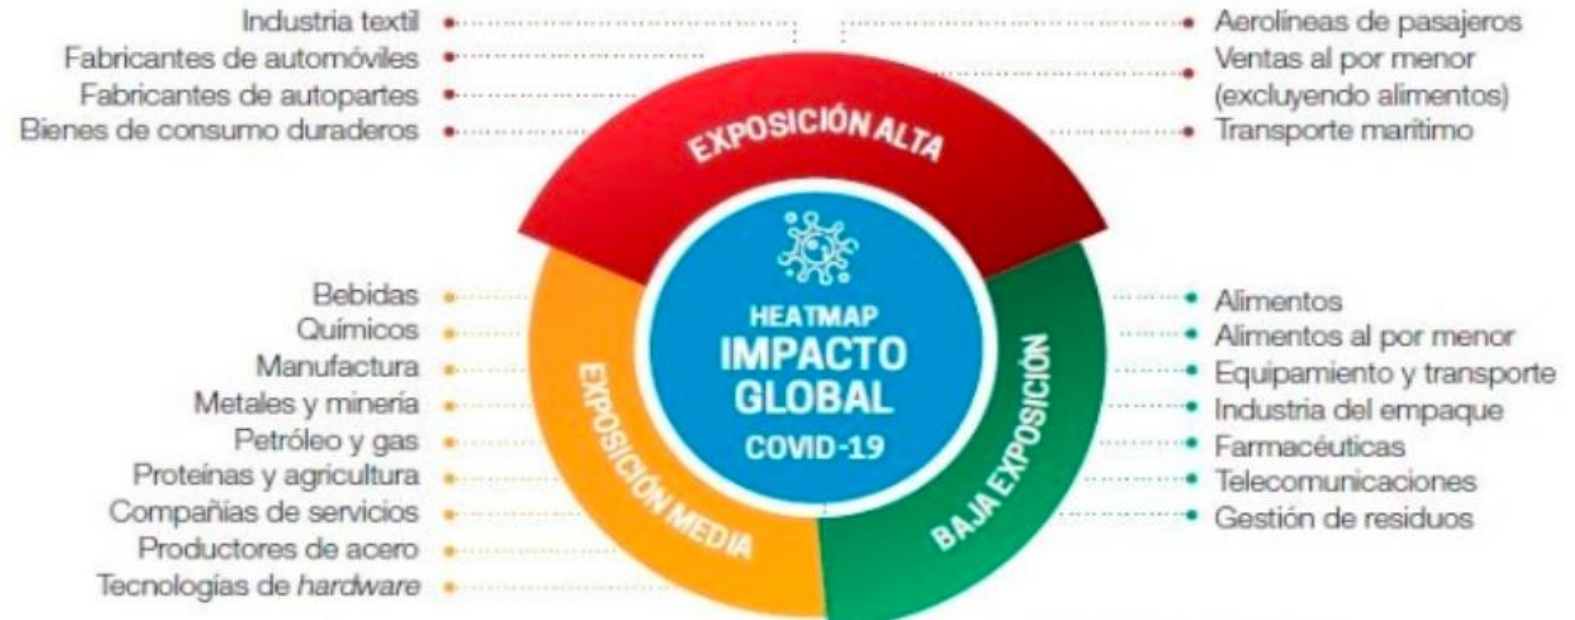 Industria textil
Fabricantes de automóviles
Fabricantes de autopartes
Bienes de consumo duraderos
Aerolíneas de pasajeros
Ventas al por menor
(excluyendo alimentos)
Transporte marítimo
EXPOSICIÓN ALTA
HEATMAP
IMPACTO
GLOBAL
COVID-19
Bebidas
Químicos
Manufactura
Metales y minería
Petróleo y gas
Proteínas y agricultura
Compañías de servicios
Productores de acero
Tecnologías de hardware
EXPOSICIÓN MEDIA
BAJA EXPOSICIÓN
Alimentos
Alimentos al por menor
Equipamiento y transporte
Industria del empaque
Farmacéuticas
Telecomunicaciones
Gestión de residuos